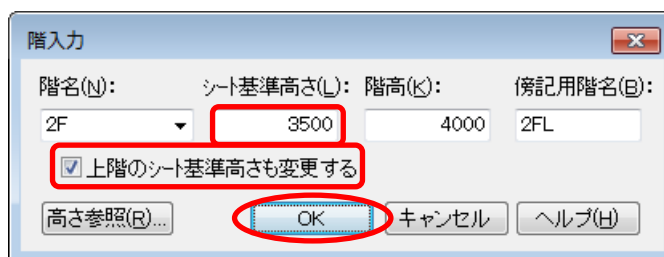 階入力
階名(N): シート基準高さ(L): 階高(K): 傍記用階名(B):
2F 3500 4000 2FL
上階のシート基準高さも変更する
高さ参照(R)... OK キャンセル ヘルプ(H)